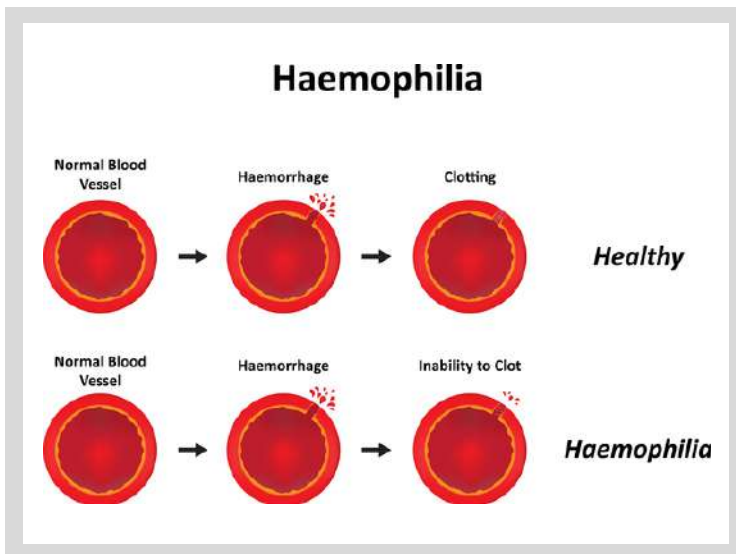 Haemophilia
Normal Blood
Vessel
Haemorrhage
Clotting
Healthy
Normal Blood
Vessel
Haemorrhage
Inability to Clot
Haemophilia